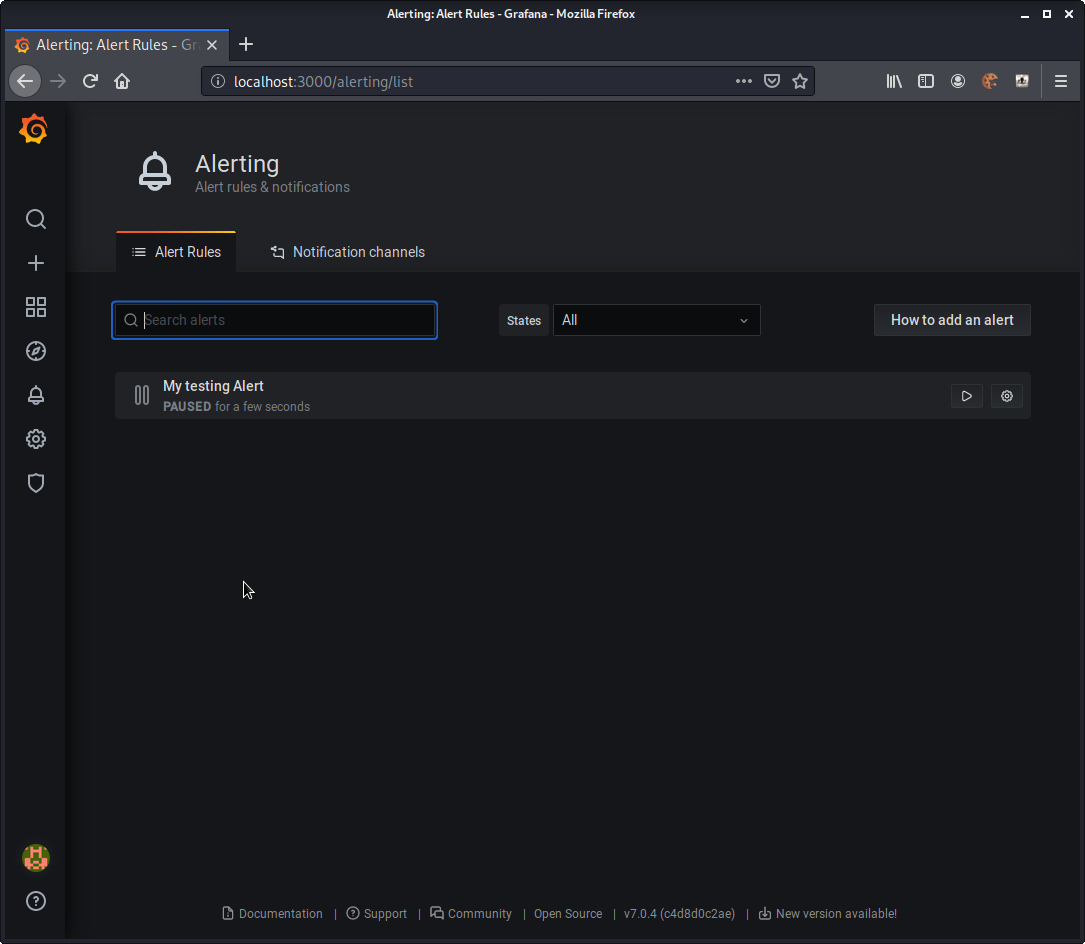 Alerting: Alert Rules - Grafana - Mozilla Firefox
Alerting: Alert Rules - Gr
localhost:3000/alerting/list
Alerting
Alert rules & notifications
Alert Rules
Notification channels
Search alerts
States
All
How to add an alert
My testing Alert
PAUSED for a few seconds
Documentation | Support | Community | Open Source | v7.0.4 (c4d8d0c2ae) | New version available!